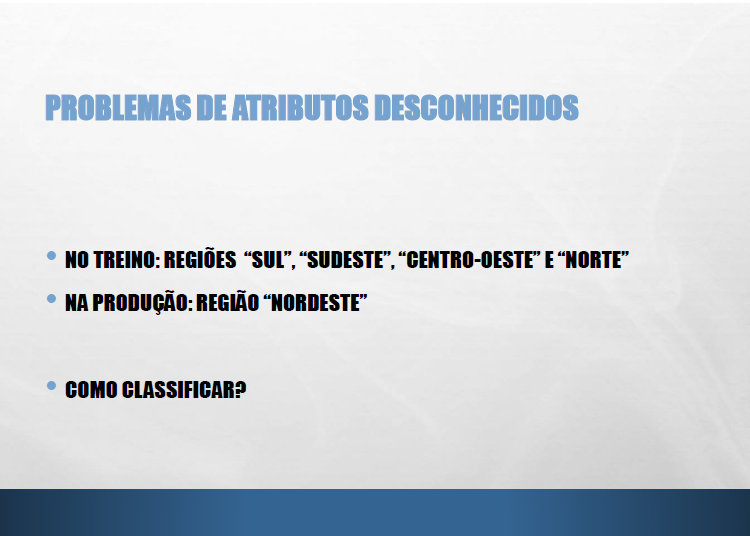 PROBLEMAS DE ATRIBUTOS DESCONHECIDOS
• NO TREINO: REGIÕES “SUL”, “SUDESTE”, “CENTRO-OESTE” E “NORTE”
• NA PRODUÇÃO: REGIÃO “NORDESTE”
• COMO CLASSIFICAR?